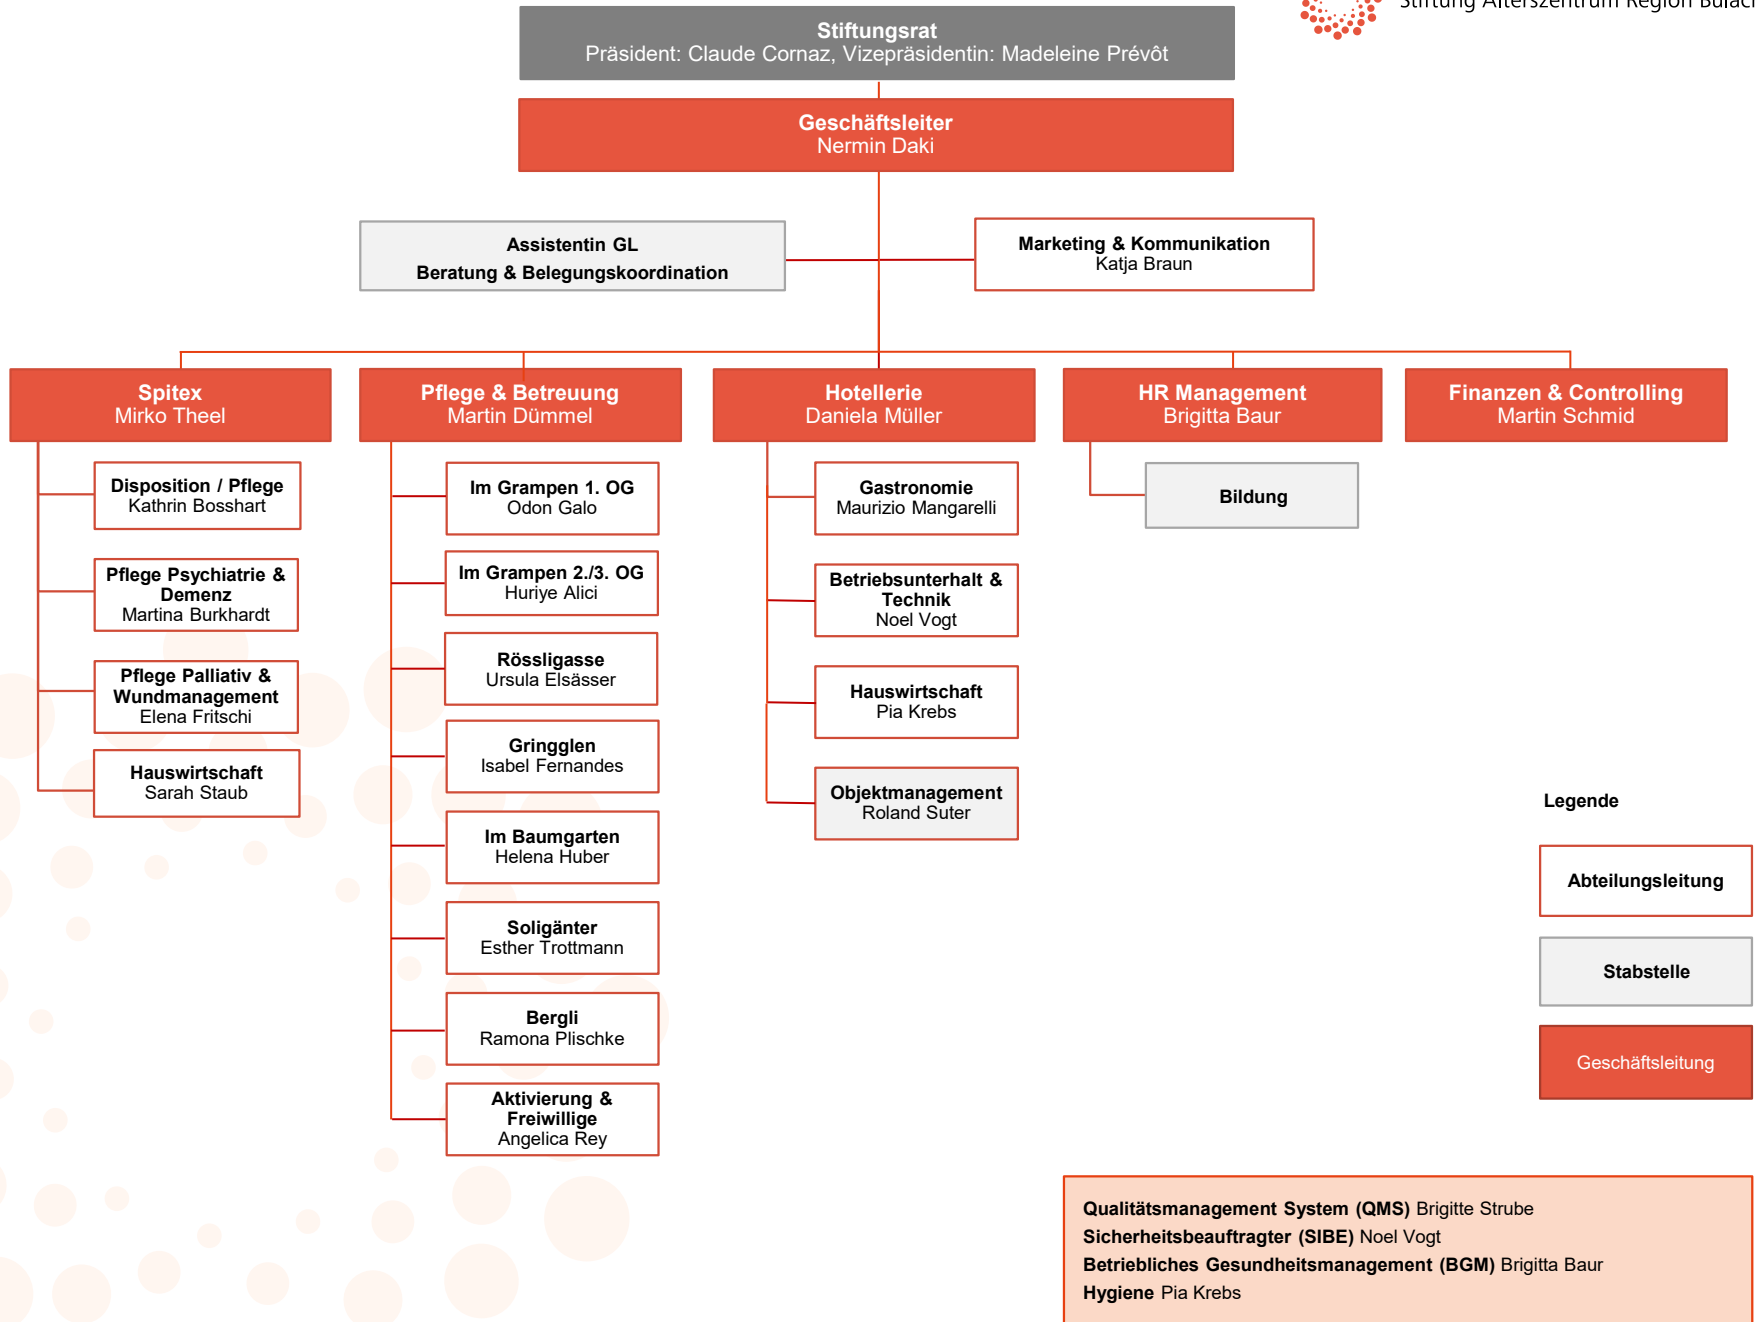 Stiftung Alterszentrum Region Bülach
Stiftungsrat
Präsident: Claude Cornaz, Vizepräsidentin: Madeleine Prévôt
Geschäftsleiter
Nermin Daki
Assistentin GL
Beratung & Belegungskoordination
Marketing & Kommunikation
Katja Braun
Spitex
Mirko Theel
Disposition / Pflege
Kathrin Bosshart
Pflege Psychiatrie &
Demenz
Martina Burkhardt
Pflege Palliativ &
Wundmanagement
Elena Fritschi
Hauswirtschaft
Sarah Staub
Pflege & Betreuung
Martin Dümmel
Im Grampen 1. OG
Odon Galo
Im Grampen 2./3. OG
Huriye Alici
Rössligasse
Ursula Elsässer
Gringglen
Isabel Fernandes
Im Baumgarten
Helena Huber
Soligänter
Esther Trottmann
Bergli
Ramona Plischke
Aktivierung &
Freiwillige
Angelica Rey
Hotellerie
Daniela Müller
Gastronomie
Maurizio Mangarelli
Betriebsunterhalt &
Technik
Noel Vogt
Hauswirtschaft
Pia Krebs
Objektmanagement
Roland Suter
HR Management
Brigitta Baur
Bildung
Finanzen & Controlling
Martin Schmid
Legende
Abteilungsleitung
Stabstelle
Geschäftsleitung
Qualitätsmanagement System (QMS) Brigitte Strube
Sicherheitsbeauftragter (SIBE) Noel Vogt
Betriebliches Gesundheitsmanagement (BGM) Brigitta Baur
Hygiene Pia Krebs